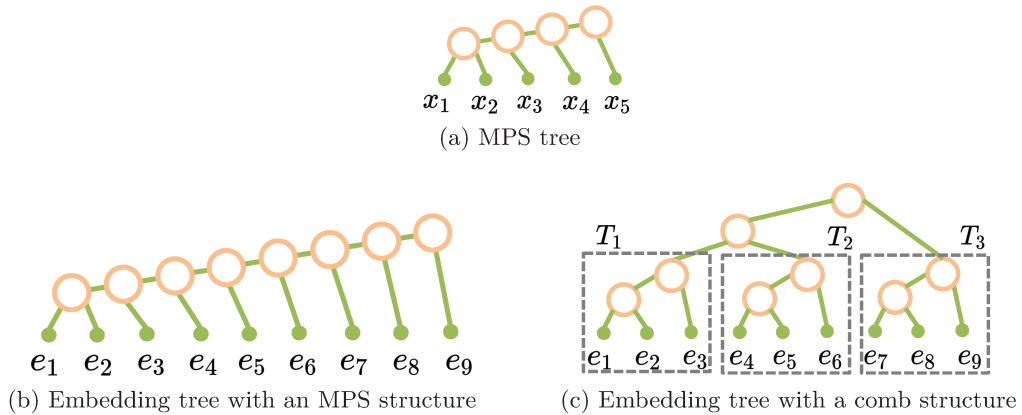 x₁ x₂ x₃ x₄ x₅
(a) MPS tree
e₁ e₂ e₃ e₄ e₅ e₆ e₇ e₈ e₉
(b) Embedding tree with an MPS structure
T₁ T₂ T₃
e₁ e₂ e₃ e₄ e₅ e₆ e₇ e₈ e₉
(c) Embedding tree with a comb structure